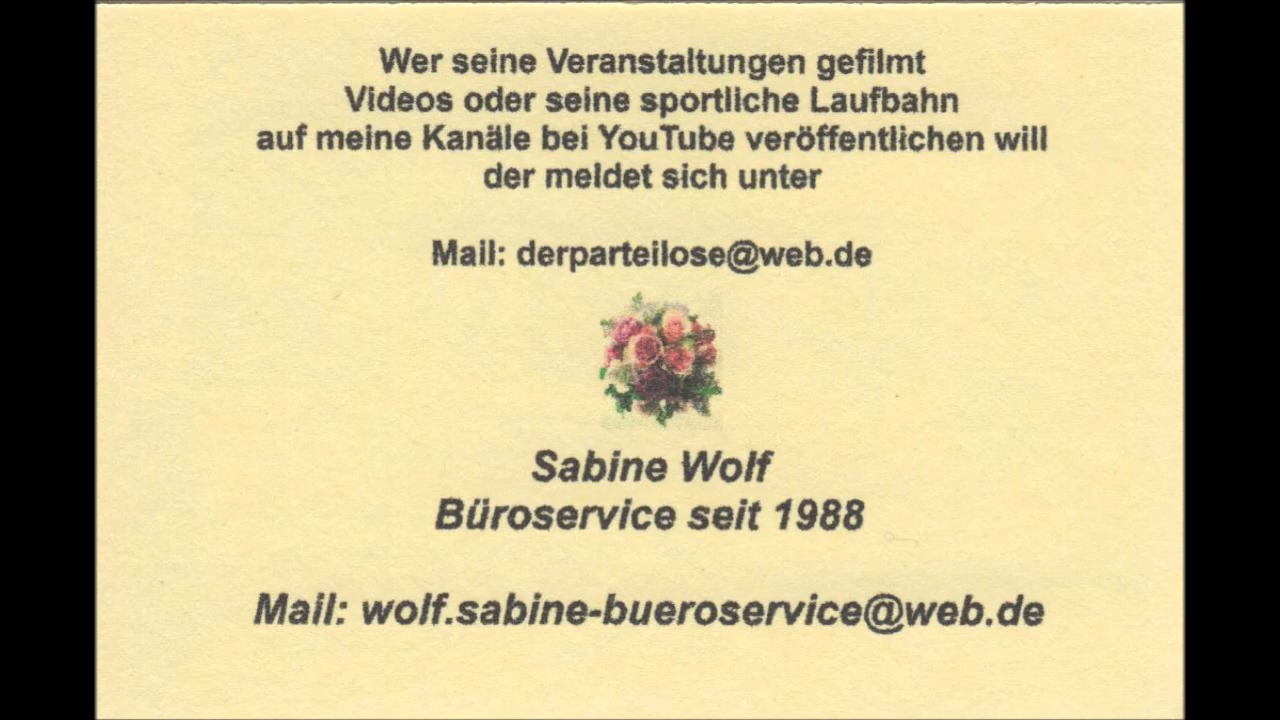 Wer seine Veranstaltungen gefilmt
Videos oder seine sportliche Laufbahn
auf meine Kanäle bei YouTube veröffentlichen will
der meldet sich unter
Mail: derparteilose@web.de
Sabine Wolf
Büroservice seit 1988
Mail: wolf.sabine-bueroservice@web.de